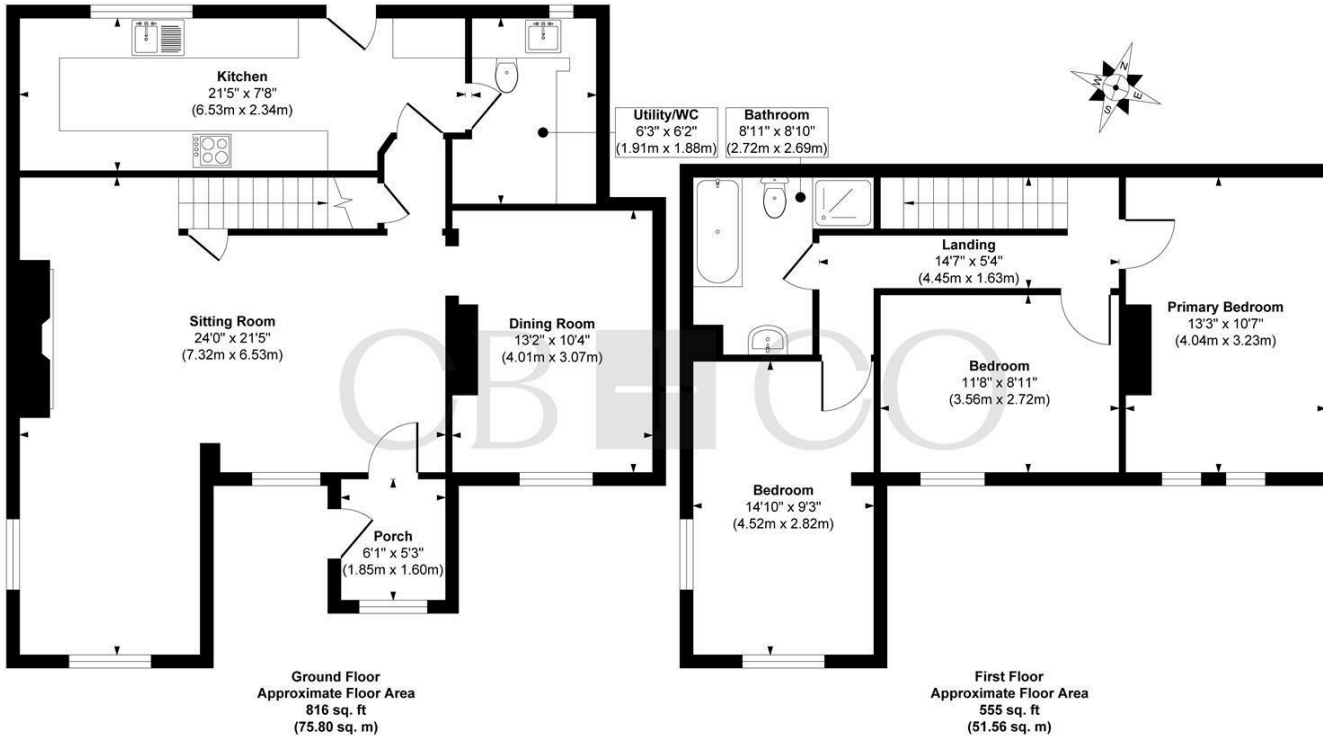 Kitchen
21'5" x 7'8"
(6.53m x 2.34m)
Utility/WC
6'3" x 6'2"
(1.91m x 1.88m)
Bathroom
8'11" x 8'10"
(2.72m x 2.69m)
N
W
E
S
Landing
14'7" x 5'4"
(4.45m x 1.63m)
Sitting Room
24'0" x 21'5"
(7.32m x 6.53m)
Dining Room
13'2" x 10'4"
(4.01m x 3.07m)
Primary Bedroom
13'3" x 10'7"
(4.04m x 3.23m)
Bedroom
11'8" x 8'11"
(3.56m x 2.72m)
CBH CO
Bedroom
14'10" x 9'3"
(4.52m x 2.82m)
Porch
6'1" x 5'3"
(1.85m x 1.60m)
Ground Floor
Approximate Floor Area
816 sq. ft
(75.80 sq. m)
First Floor
Approximate Floor Area
555 sq. ft
(51.56 sq. m)